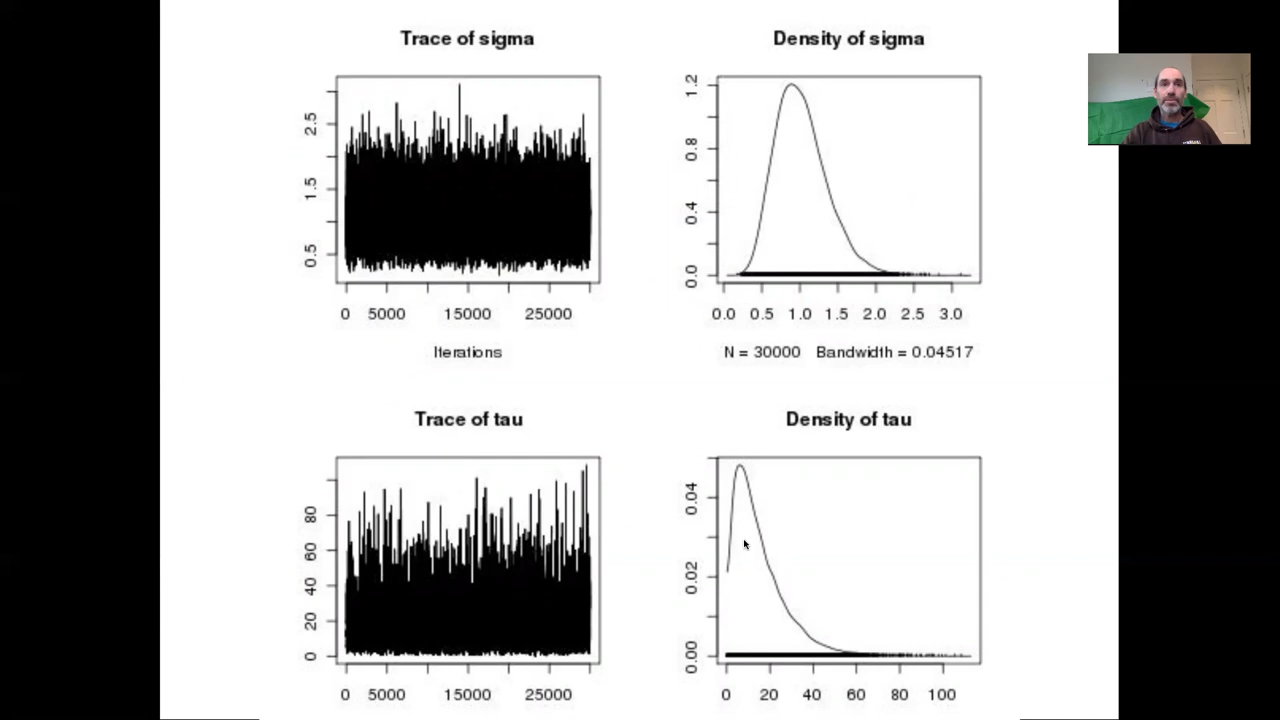 Trace of sigma
Density of sigma
2.5
1.5
0.5
0 5000 15000 25000
Iterations
1.2
0.8
0.4
0.0
0.0 0.5 1.0 1.5 2.0 2.5 3.0
N = 30000 Bandwidth = 0.04517
Trace of tau
Density of tau
80
60
40
20
0
0 5000 15000 25000
0.04
0.02
0.00
0 20 40 60 80 100